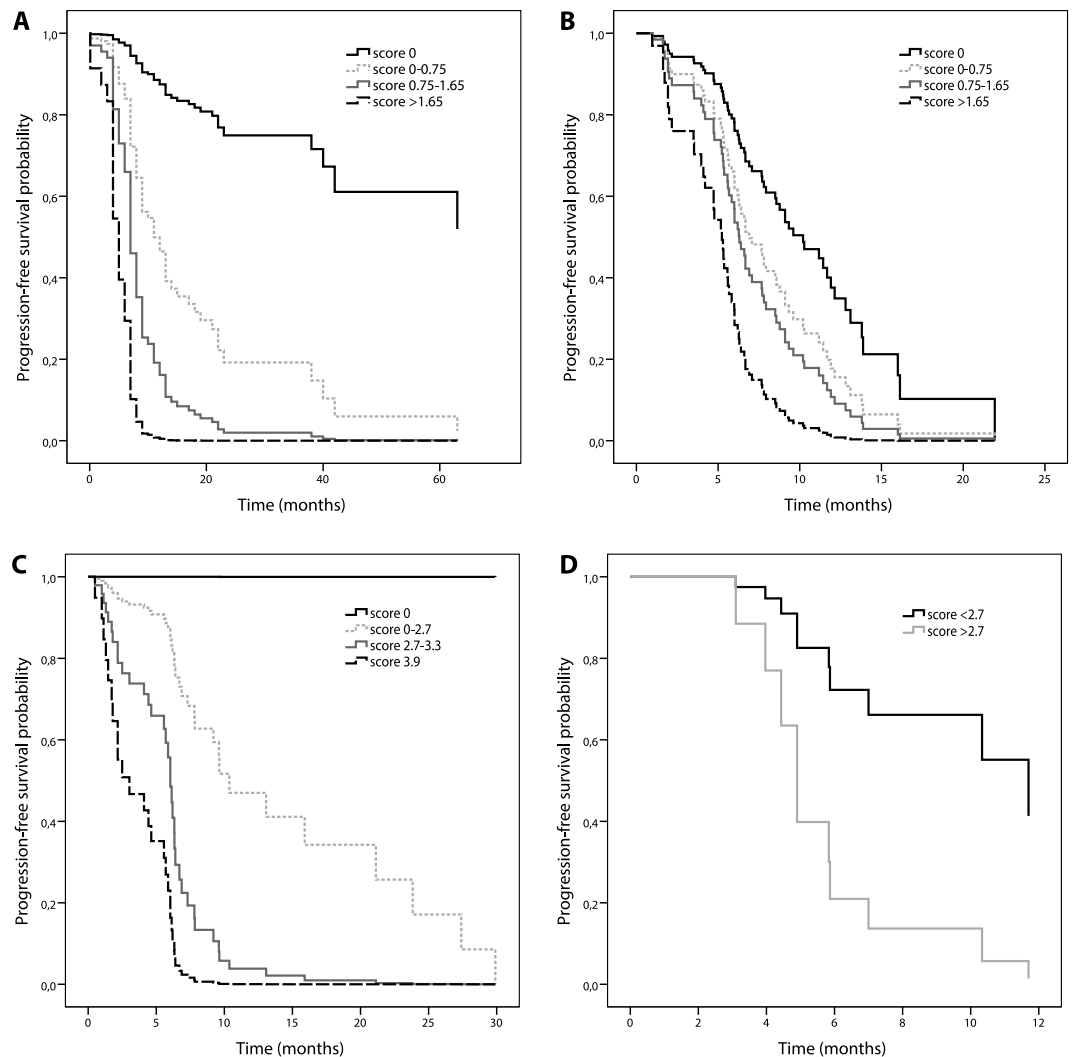 A
Progression-free survival probability
1,0
0,8
0,6
0,4
0,2
0,0
score 0
score 0-0.75
score 0.75-1.65
score >1.65
0 20 40 60
Time (months)
B
Progression-free survival probability
1,0
0,8
0,6
0,4
0,2
0,0
score 0
score 0-0.75
score 0.75-1.65
score >1.65
0 5 10 15 20 25
Time (months)
C
Progression-free survival probability
1,0
0,8
0,6
0,4
0,2
0,0
score 0
score 0-2.7
score 2.7-3.3
score 3.9
0 5 10 15 20 25 30
Time (months)
D
Progression-free survival probability
1,0
0,8
0,6
0,4
0,2
0,0
score <2.7
score >2.7
0 2 4 6 8 10 12
Time (months)